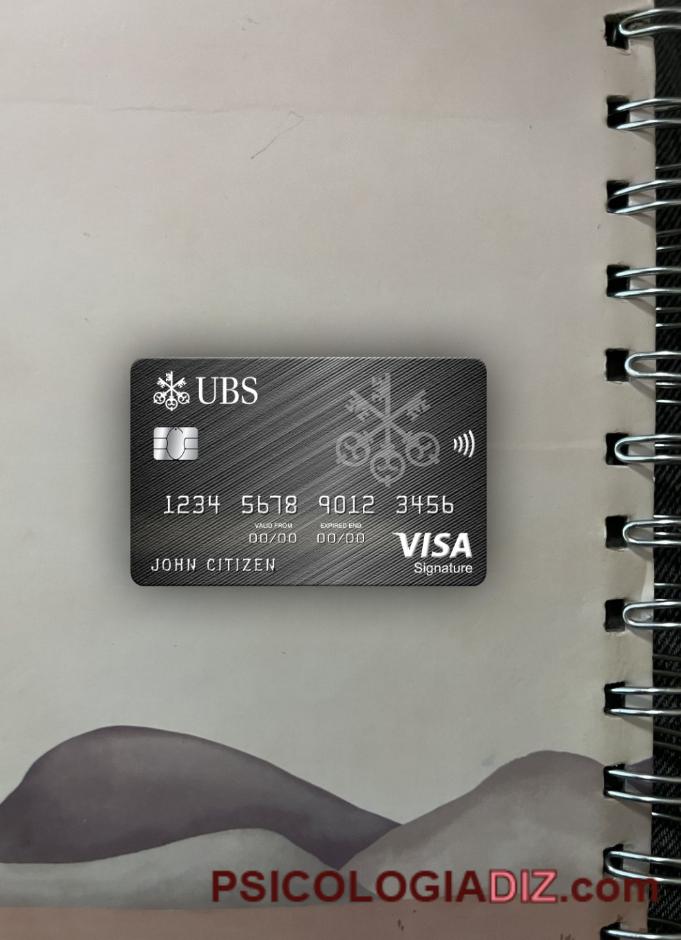 UBS
1234 5678 9012 3456
VALID FROM EXPIRED END
00/00 00/00
VISA
JOHN CITIZEN
Signature
PSICOLOGIADIZ.com